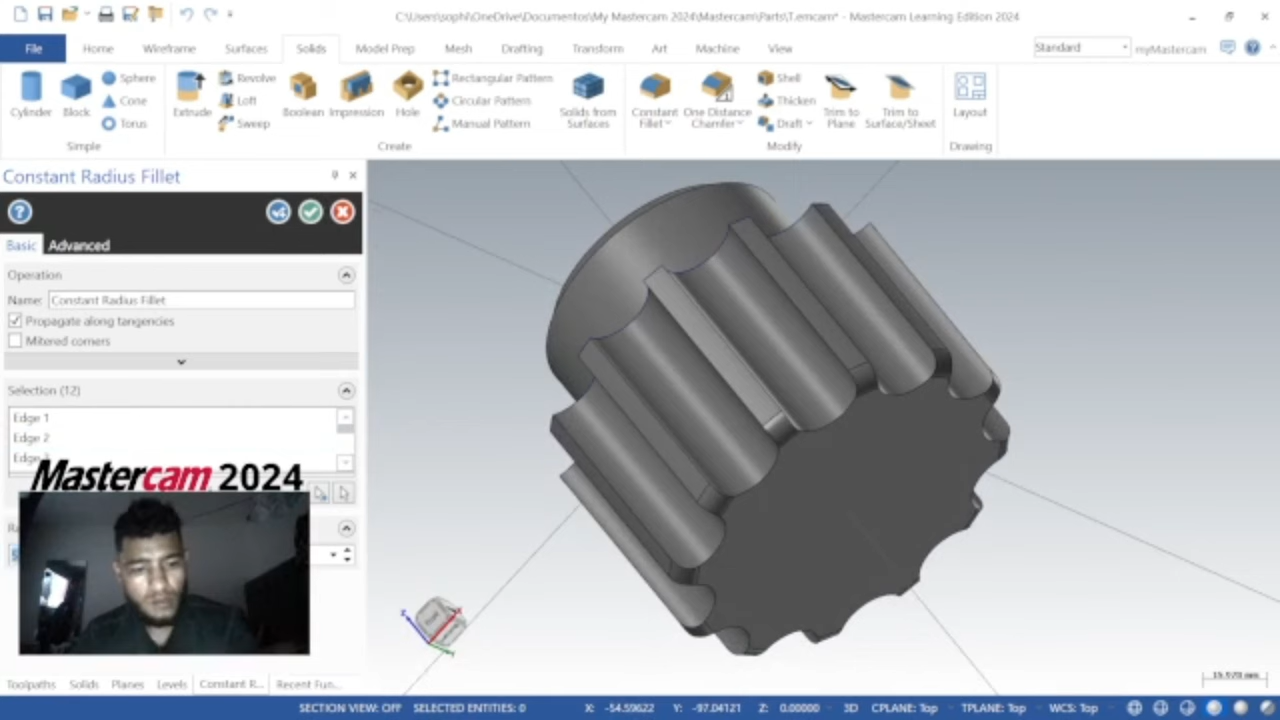 C:\Users\sophi\OneDrive\Documentos\My Mastercam 2024\Mastercam\Parts\T.emcam* - Mastercam Learning Edition 2024
File Home Wireframe Surfaces Solids Model Prep Mesh Drafting Transform Art Machine View Standard myMastercam
Cylinder Block Sphere Cone Torus
Simple
Extrude Revolve Loft Sweep Boolean Impression Hole Rectangular Pattern Circular Pattern Manual Pattern Solids from Surfaces
Create
Constant Fillet One Distance Chamfer Shell Thicken Draft Trim to Plane Trim to Surface/Sheet
Modify
Layout
Drawing
Constant Radius Fillet
Basic Advanced
Operation
Name: Constant Radius Fillet
Propagate along tangencies
Mitered corners
Selection (12)
Edge 1
Edge 2
Mastercam 2024
Toolpaths Solids Planes Levels Constant R... Recent Fun...
SECTION VIEW: OFF SELECTED ENTITIES: 0 X: -54.59622 Y: -97.04121 Z: 0.00000 3D CPLANE: Top TPLANE: Top WCS: Top